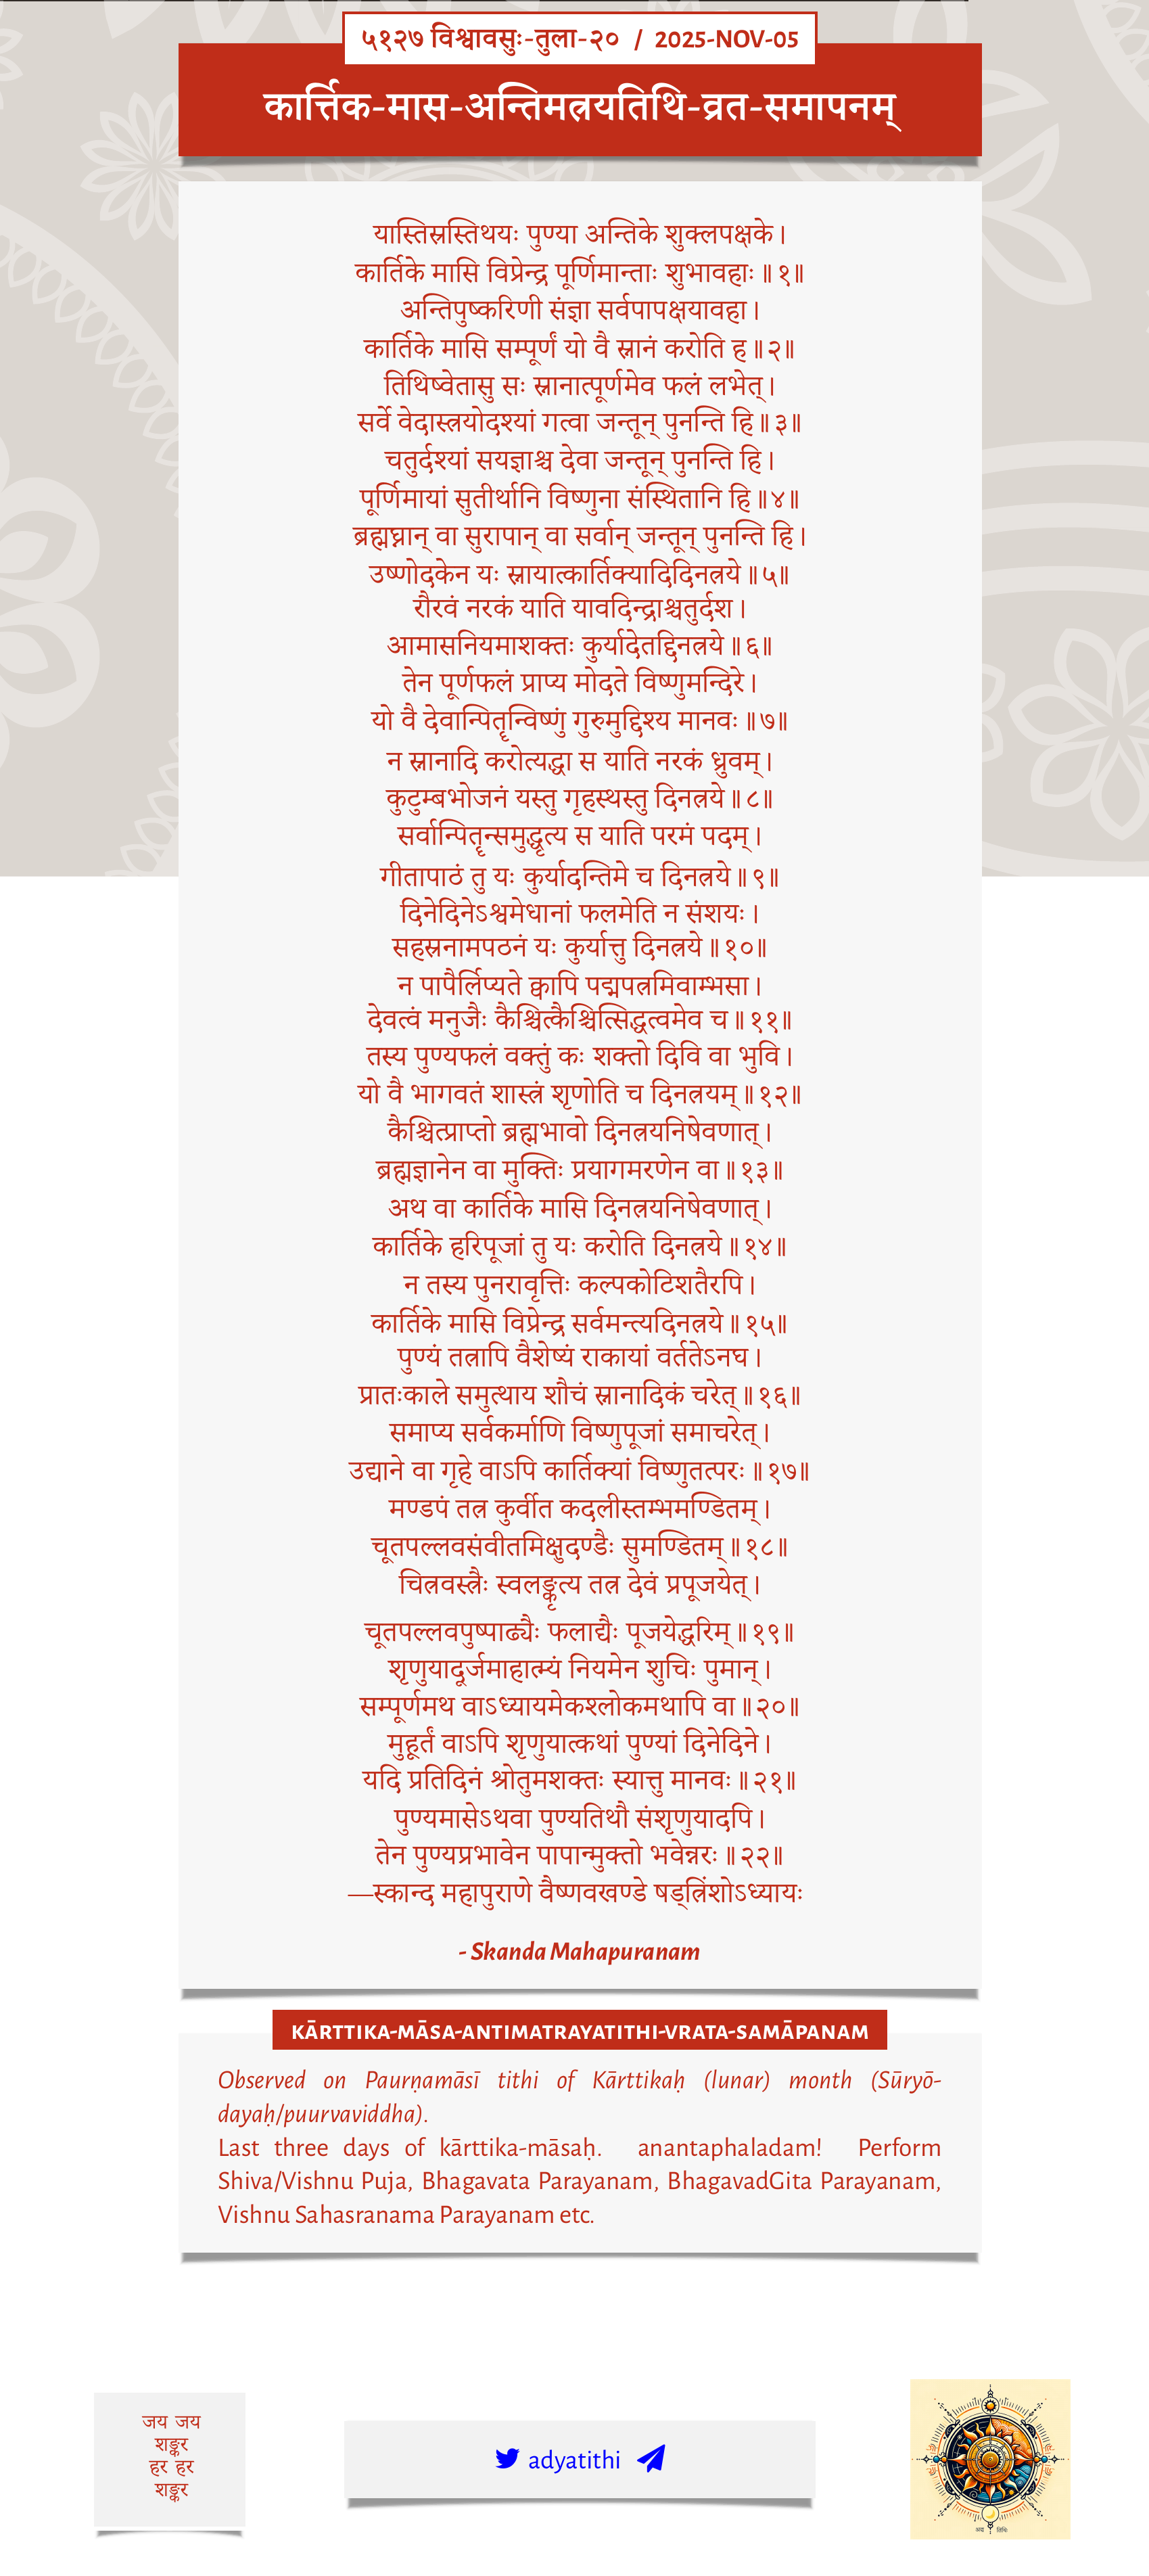 ५१२७ विश्वावसुः-तुला-२० / 2025-NOV-05
कार्त्तिक-मास-अन्तिमत्रयतिथि-व्रत-समापनम्
यास्तिस्रस्तिथयः पुण्या अन्तिके शुक्लपक्षके।
कार्तिके मासि विप्रेन्द्र पूर्णिमान्ताः शुभावहाः॥१॥
अन्तिपुष्करिणी संज्ञा सर्वपापक्षयावहा।
कार्तिके मासि सम्पूर्णं यो वै स्नानं करोति ह॥२॥
तिथिष्वेतासु सः स्नानात्पूर्णमेव फलं लभेत्।
सर्वे वेदास्त्रयोदश्यां गत्वा जन्तून् पुनन्ति हि॥३॥
चतुर्दश्यां सयज्ञाश्च देवा जन्तून् पुनन्ति हि।
पूर्णिमायां सुतीर्थानि विष्णुना संस्थितानि हि॥४॥
ब्रह्मघ्नान् वा सुरापान् वा सर्वान् जन्तून् पुनन्ति हि।
उष्णोदकेन यः स्नायात्कार्तिक्यादिदिनत्रये॥५॥
रौरवं नरकं याति यावदिन्द्राश्चतुर्दश।
आमासनियमाशक्तः कुर्यादेतद्दिनत्रये॥६॥
तेन पूर्णफलं प्राप्य मोदते विष्णुमन्दिरे।
यो वै देवान्पितॄन्विष्णुं गुरुमुद्दिश्य मानवः॥७॥
न स्नानादि करोत्यद्धा स याति नरकं ध्रुवम्।
कुटुम्बभोजनं यस्तु गृहस्थस्तु दिनत्रये॥८॥
सर्वान्पितॄन्समुद्धृत्य स याति परमं पदम्।
गीतापाठं तु यः कुर्यादन्तिमे च दिनत्रये॥९॥
दिनेदिनेऽश्वमेधानां फलमेति न संशयः।
सहस्रनामपठनं यः कुर्यात्तु दिनत्रये॥१०॥
न पापैर्लिप्यते क्वापि पद्मपत्रमिवाम्भसा।
देवत्वं मनुजैः कैश्चित्कैश्चित्सिद्धत्वमेव च॥११॥
तस्य पुण्यफलं वक्तुं कः शक्तो दिवि वा भुवि।
यो वै भागवतं शास्त्रं शृणोति च दिनत्रयम्॥१२॥
कैश्चित्प्राप्तो ब्रह्मभावो दिनत्रयनिषेवणात्।
ब्रह्मज्ञानेन वा मुक्तिः प्रयागमरणेन वा॥१३॥
अथ वा कार्तिके मासि दिनत्रयनिषेवणात्।
कार्तिके हरिपूजां तु यः करोति दिनत्रये॥१४॥
न तस्य पुनरावृत्तिः कल्पकोटिशतैरपि।
कार्तिके मासि विप्रेन्द्र सर्वमन्त्यदिनत्रये॥१५॥
पुण्यं तत्रापि वैशेष्यं राकायां वर्ततेऽनघ।
प्रातःकाले समुत्थाय शौचं स्नानादिकं चरेत्॥१६॥
समाप्य सर्वकर्माणि विष्णुपूजां समाचरेत्।
उद्याने वा गृहे वाऽपि कार्तिक्यां विष्णुतत्परः॥१७॥
मण्डपं तत्र कुर्वीत कदलीस्तम्भमण्डितम्।
चूतपल्लवसंवीतमिक्षुदण्डैः सुमण्डितम्॥१८॥
चित्रवस्त्रैः स्वलङ्कृत्य तत्र देवं प्रपूजयेत्।
चूतपल्लवपुष्पाढ्यैः फलाद्यैः पूजयेद्धरिम्॥१९॥
शृणुयादूर्जमाहात्म्यं नियमेन शुचिः पुमान्।
सम्पूर्णमथ वाऽध्यायमेकश्लोकमथापि वा॥२०॥
मुहूर्तं वाऽपि शृणुयात्कथां पुण्यां दिनेदिने।
यदि प्रतिदिनं श्रोतुमशक्तः स्यात्तु मानवः॥२१॥
पुण्यमासेऽथवा पुण्यतिथौ संशृणुयादपि।
तेन पुण्यप्रभावेन पापान्मुक्तो भवेन्नरः॥२२॥
—स्कान्द महापुराणे वैष्णवखण्डे षड्त्रिंशोऽध्यायः
- Skanda Mahapuranam
KĀRTTIKA-MĀSA-ANTIMATRAYATITHI-VRATA-SAMĀPANAM
Observed on Paurṇamāsī tithi of Kārttikaḥ (lunar) month (Sūryō-
dayaḥ/puurvaviddha).
Last three days of kārttika-māsaḥ. anantaphaladam! Perform
Shiva/Vishnu Puja, Bhagavata Parayanam, BhagavadGita Parayanam,
Vishnu Sahasranama Parayanam etc.
जय जय
शङ्कर
हर हर
शङ्कर
adyatithi
अद्य तिथिः